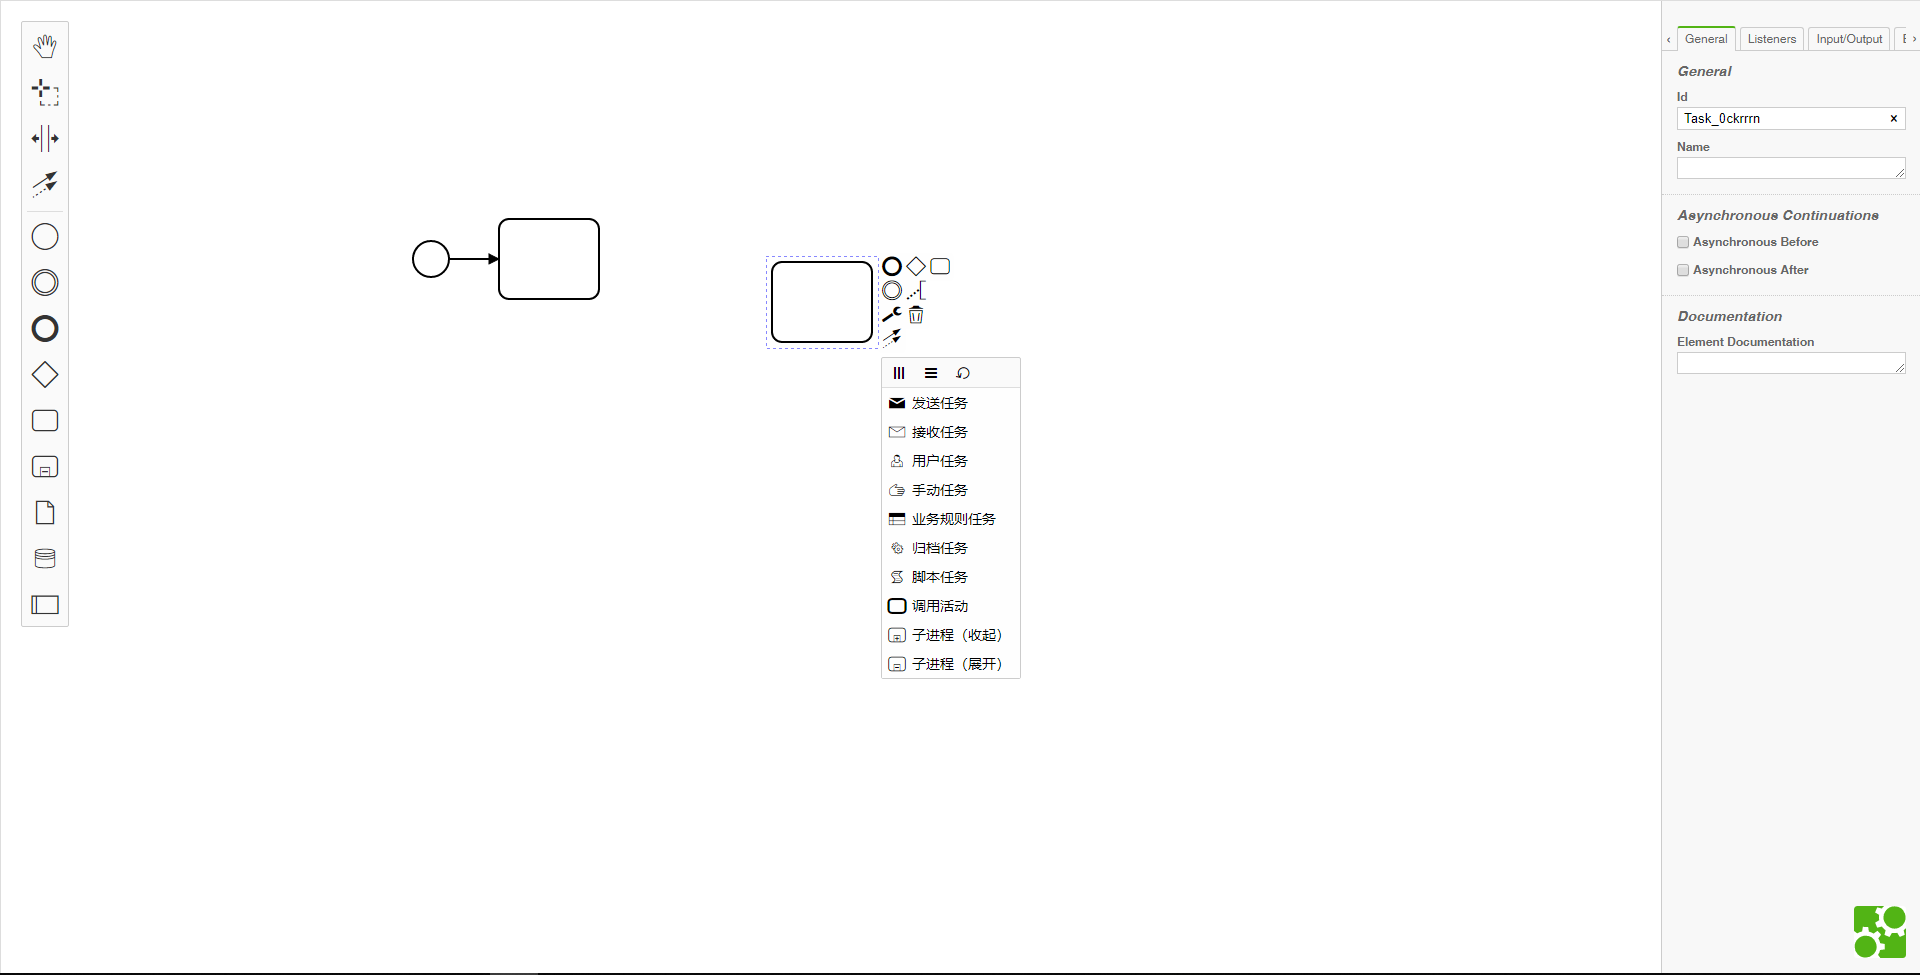 General
Listeners
Input/Output
General
Id
Task_0ckrrrn
Name
Asynchronous Continuations
Asynchronous Before
Asynchronous After
Documentation
Element Documentation
发送任务
接收任务
用户任务
手动任务
业务规则任务
归档任务
脚本任务
调用活动
子进程（收起）
子进程（展开）